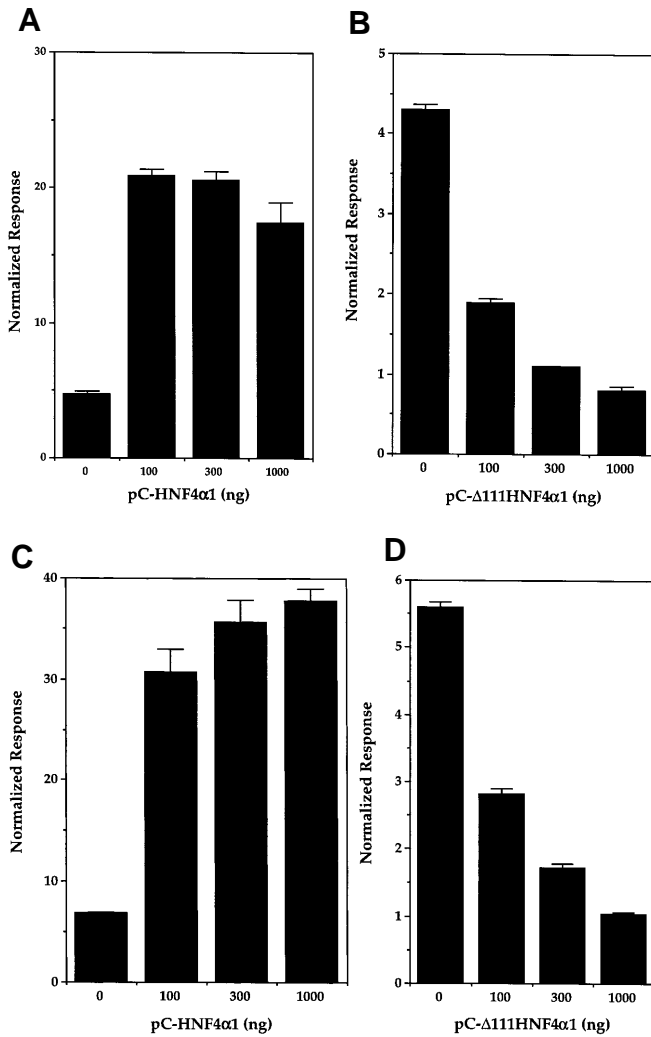 A
B
30
20
10
0
Normalized Response
0 100 300 1000
pC-HNF4α1 (ng)
5
4
3
2
1
0
Normalized Response
0 100 300 1000
pC-Δ111HNF4α1 (ng)
C
D
40
30
20
10
0
Normalized Response
0 100 300 1000
pC-HNF4α1 (ng)
6
5
4
3
2
1
0
Normalized Response
0 100 300 1000
pC-Δ111HNF4α1 (ng)